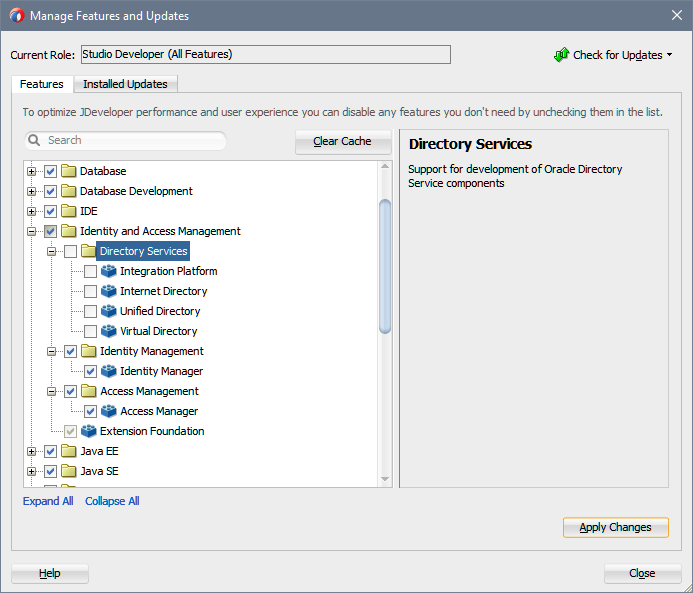 Manage Features and Updates
Current Role: Studio Developer (All Features)
Check for Updates
Features
Installed Updates
To optimize JDeveloper performance and user experience you can disable any features you don't need by unchecking them in the list.
Search
Clear Cache
Database
Database Development
IDE
Identity and Access Management
Directory Services
Integration Platform
Internet Directory
Unified Directory
Virtual Directory
Identity Management
Identity Manager
Access Management
Access Manager
Extension Foundation
Java EE
Java SE
Directory Services
Support for development of Oracle Directory
Service components
Expand All
Collapse All
Apply Changes
Help
Close